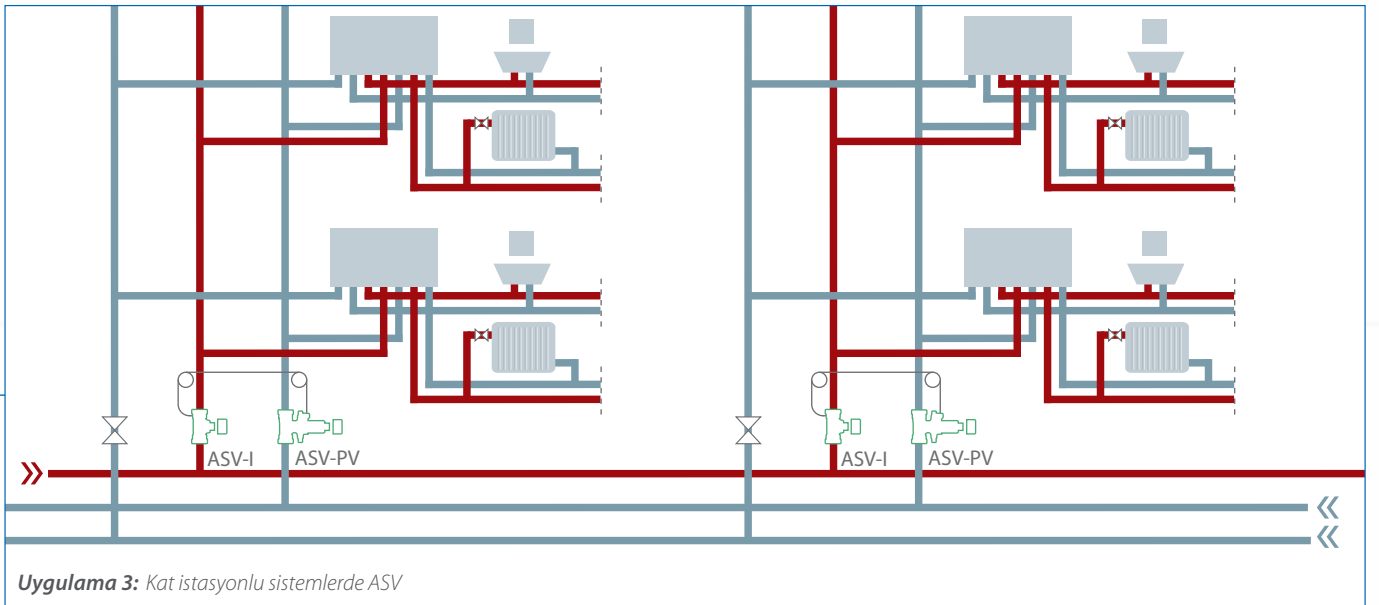 ASV-I
ASV-PV
ASV-I
ASV-PV
Uygulama 3: Kat istasyonlu sistemlerde ASV